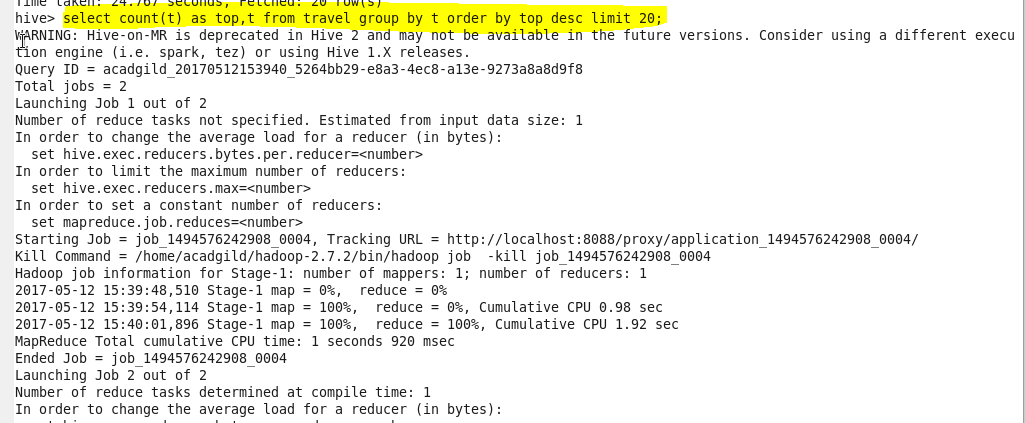 Time taken: 24.767 seconds, Fetched: 20 row(s)
hive> select count(t) as top,t from travel group by t order by top desc limit 20;
WARNING: Hive-on-MR is deprecated in Hive 2 and may not be available in the future versions. Consider using a different execu
tion engine (i.e. spark, tez) or using Hive 1.X releases.
Query ID = acadgild_20170512153940_5264bb29-e8a3-4ec8-a13e-9273a8a8d9f8
Total jobs = 2
Launching Job 1 out of 2
Number of reduce tasks not specified. Estimated from input data size: 1
In order to change the average load for a reducer (in bytes):
  set hive.exec.reducers.bytes.per.reducer=<number>
In order to limit the maximum number of reducers:
  set hive.exec.reducers.max=<number>
In order to set a constant number of reducers:
  set mapreduce.job.reduces=<number>
Starting Job = job_1494576242908_0004, Tracking URL = http://localhost:8088/proxy/application_1494576242908_0004/
Kill Command = /home/acadgild/hadoop-2.7.2/bin/hadoop job  -kill job_1494576242908_0004
Hadoop job information for Stage-1: number of mappers: 1; number of reducers: 1
2017-05-12 15:39:48,510 Stage-1 map = 0%,  reduce = 0%
2017-05-12 15:39:54,114 Stage-1 map = 100%,  reduce = 0%, Cumulative CPU 0.98 sec
2017-05-12 15:40:01,896 Stage-1 map = 100%,  reduce = 100%, Cumulative CPU 1.92 sec
MapReduce Total cumulative CPU time: 1 seconds 920 msec
Ended Job = job_1494576242908_0004
Launching Job 2 out of 2
Number of reduce tasks determined at compile time: 1
In order to change the average load for a reducer (in bytes):